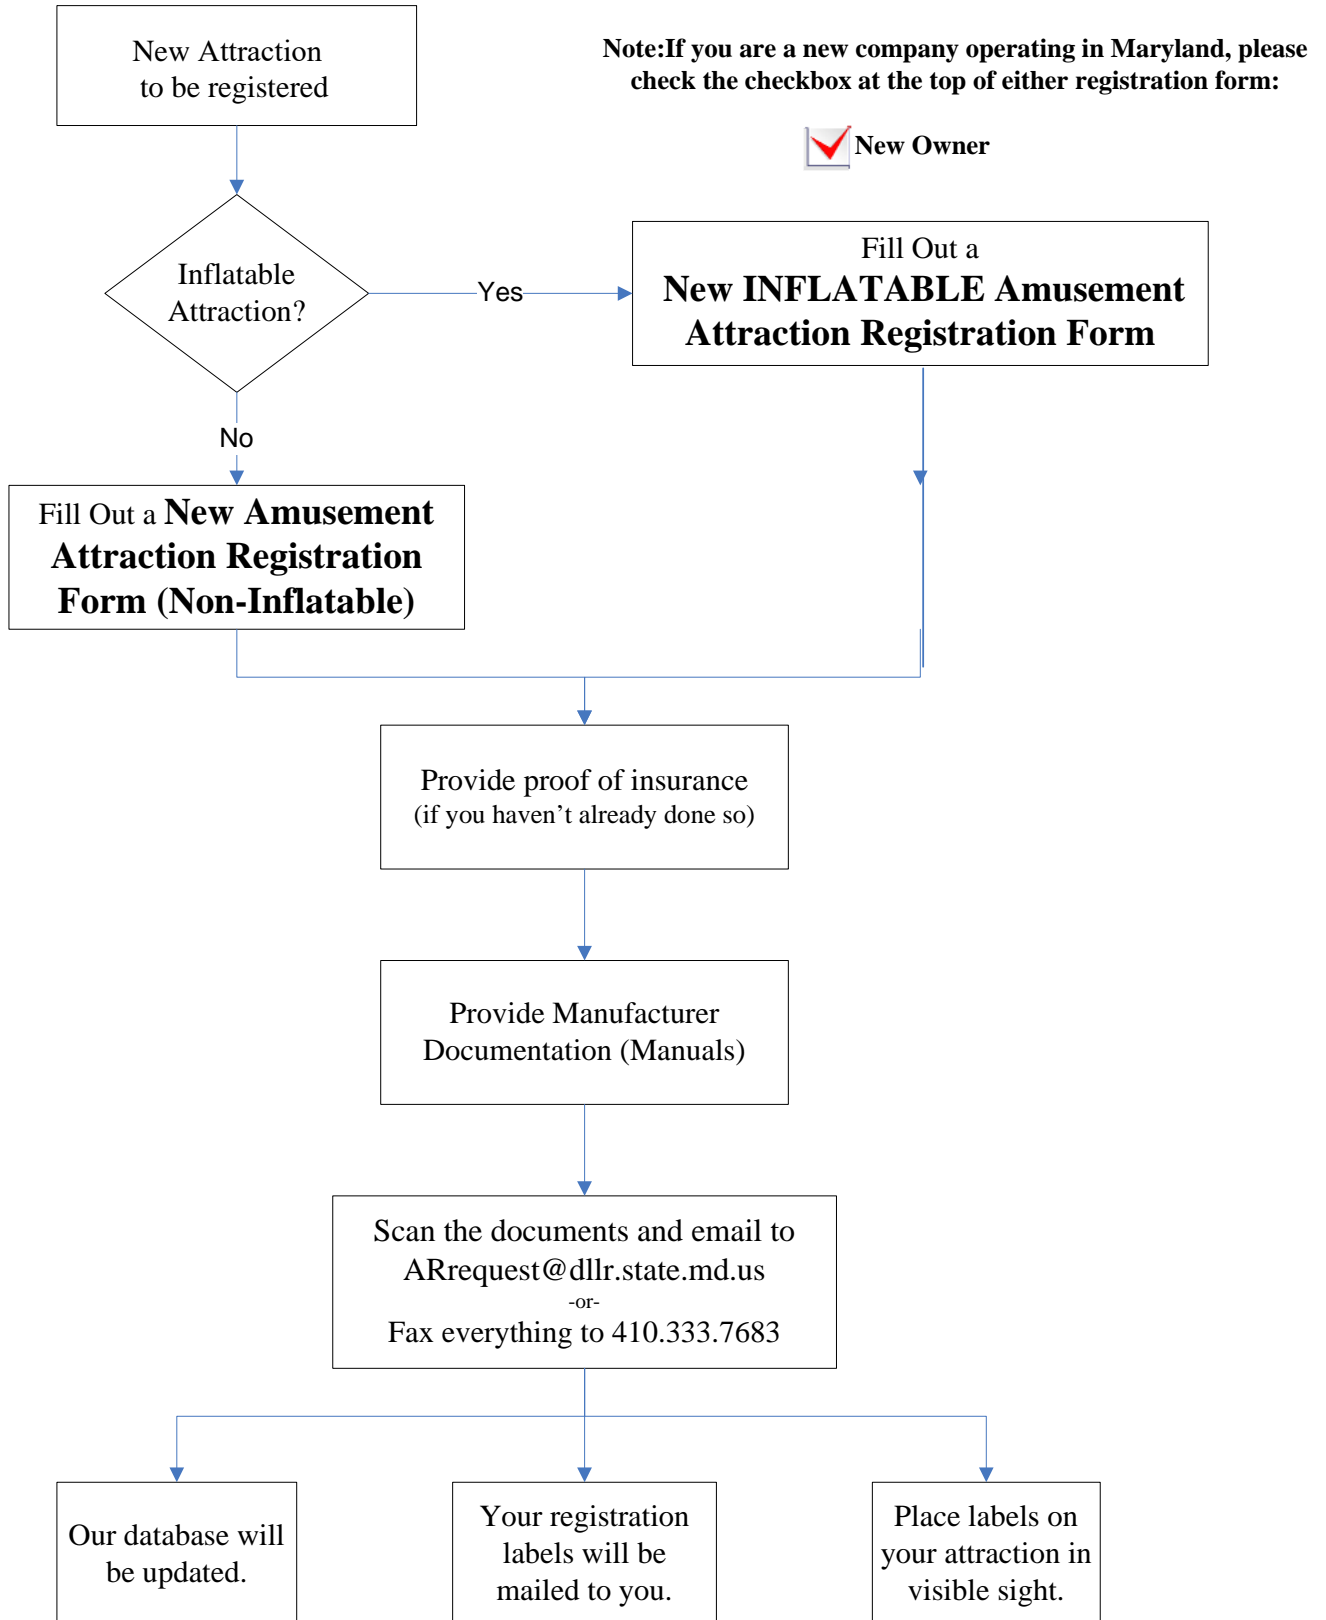 New Attraction
to be registered
Note:If you are a new company operating in Maryland, please
check the checkbox at the top of either registration form:
New Owner
Inflatable
Attraction?
Yes
Fill Out a
New INFLATABLE Amusement
Attraction Registration Form
No
Fill Out a New Amusement
Attraction Registration
Form (Non-Inflatable)
Provide proof of insurance
(if you haven't already done so)
Provide Manufacturer
Documentation (Manuals)
Scan the documents and email to
ARrequest@dllr.state.md.us
-or-
Fax everything to 410.333.7683
Our database will
be updated.
Your registration
labels will be
mailed to you.
Place labels on
your attraction in
visible sight.